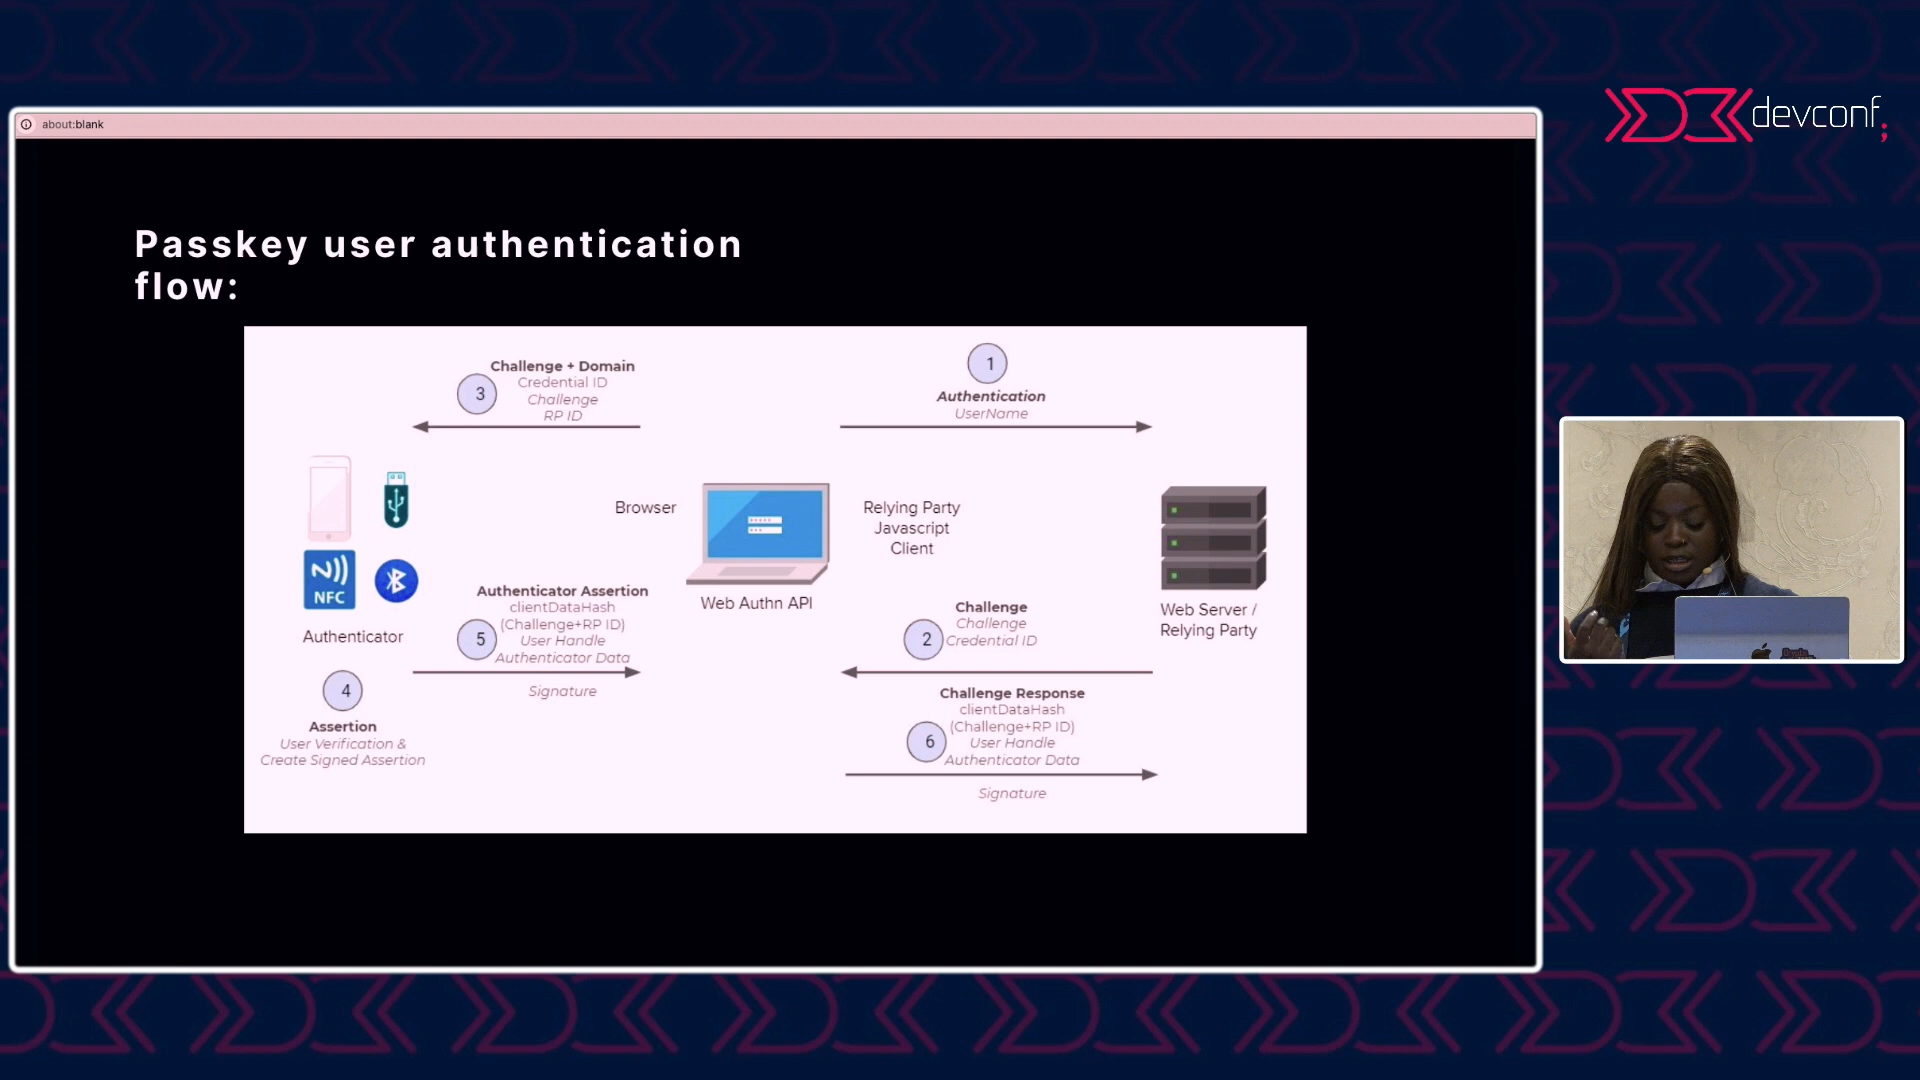 about:blank
devconf;
Passkey user authentication
flow:
3
Challenge + Domain
Credential ID
Challenge
RP ID
1
Authentication
UserName
Browser
Relying Party
Javascript
Client
NFC
Authenticator
Web Authn API
Web Server /
Relying Party
5
Authenticator Assertion
clientDataHash
(Challenge+RP ID)
User Handle
Authenticator Data
Signature
2
Challenge
Challenge
Credential ID
4
Assertion
User Verification &
Create Signed Assertion
6
Challenge Response
clientDataHash
(Challenge+RP ID)
User Handle
Authenticator Data
Signature